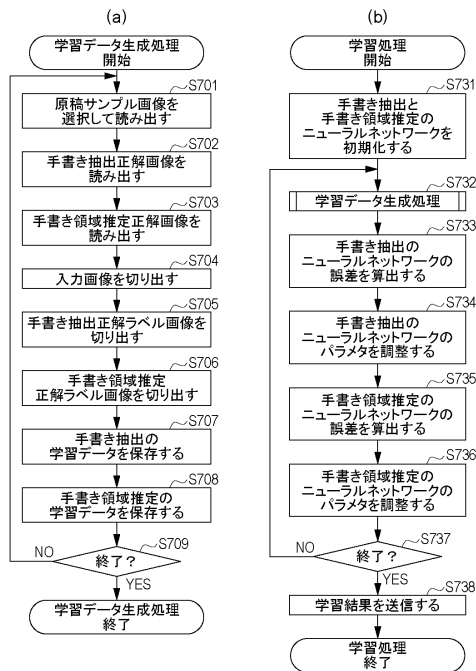 (a)
学習データ生成処理
開始
S701
原稿サンプル画像を
選択して読み出す
S702
手書き抽出正解画像を
読み出す
S703
手書き領域推定正解画像を
読み出す
S704
入力画像を切り出す
S705
手書き抽出正解ラベル画像を
切り出す
S706
手書き領域推定
正解ラベル画像を切り出す
S707
手書き抽出の
学習データを保存する
S708
手書き領域推定の
学習データを保存する
S709
NO
終了?
YES
学習データ生成処理
終了
(b)
学習処理
開始
S731
手書き抽出と
手書き領域推定の
ニューラルネットワークを
初期化する
S732
学習データ生成処理
S733
手書き抽出の
ニューラルネットワークの
誤差を算出する
S734
手書き抽出の
ニューラルネットワークの
パラメタを調整する
S735
手書き領域推定の
ニューラルネットワークの
誤差を算出する
S736
手書き領域推定の
ニューラルネットワークの
パラメタを調整する
S737
NO
終了?
YES
S738
学習結果を送信する
学習処理
終了